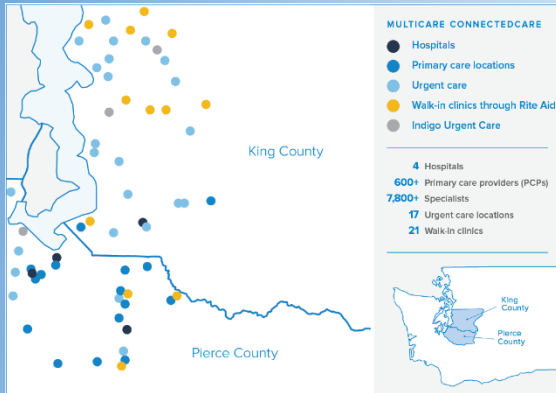 MULTICARE CONNECTEDCARE
Hospitals
Primary care locations
Urgent care
Walk-in clinics through Rite Aid
Indigo Urgent Care
King County
4 Hospitals
600+ Primary care providers (PCPs)
7,800+ Specialists
17 Urgent care locations
21 Walk-in clinics
King
County
Pierce
County
Pierce County